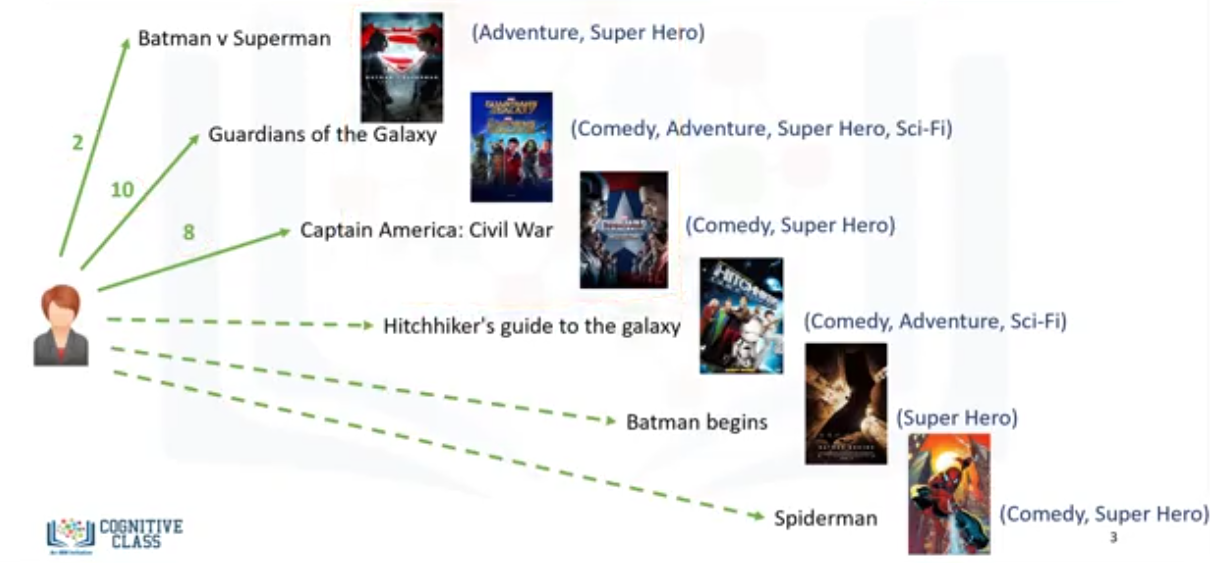 Batman v Superman (Adventure, Super Hero)
2
Guardians of the Galaxy (Comedy, Adventure, Super Hero, Sci-Fi)
10
8
Captain America: Civil War (Comedy, Super Hero)
Hitchhiker's guide to the galaxy (Comedy, Adventure, Sci-Fi)
Batman begins (Super Hero)
Spiderman (Comedy, Super Hero)
COGNITIVE
CLASS
3